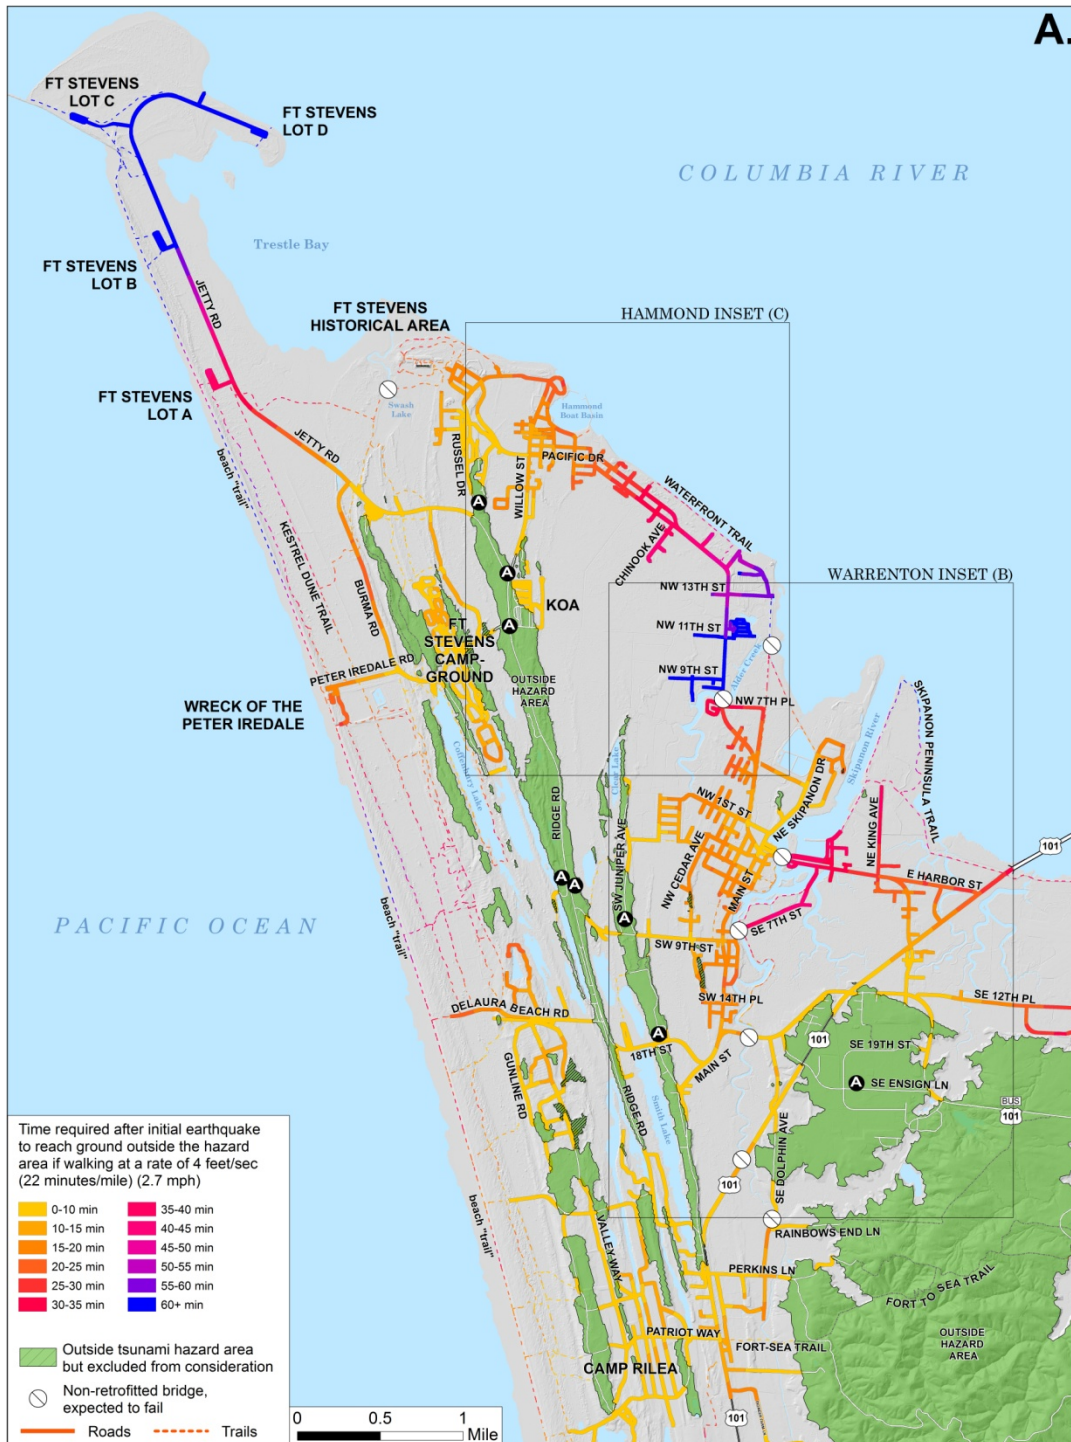 A.
FT STEVENS
LOT C
FT STEVENS
LOT D
COLUMBIA RIVER
Trestle Bay
FT STEVENS
LOT B
JETTY RD
FT STEVENS
HISTORICAL AREA
HAMMOND INSET (C)
FT STEVENS
LOT A
Swash
Lake
Hammond
Boat Basin
JETTY RD
RUSSEL DR
WILLOW ST
PACIFIC DR
beach "trail"
WATERFRONT TRAIL
A
CHINOOK AVE
KESTREL DUNE TRAIL
BURMA RD
A
KOA
NW 13TH ST
WARRENTON INSET (B)
A
FT
STEVENS
CAMP-
GROUND
NW 11TH ST
PETER IREDALE RD
NW 9TH ST
Alder Creek
OUTSIDE
HAZARD
AREA
WRECK OF THE
PETER IREDALE
NW 7TH PL
Skipanon River
SKIPANON PENINSULA TRAIL
Coffenbury Lake
Clear Lake
NE SKIPANON DR
NW 1ST ST
RIDGE RD
SW JUNIPER AVE
NW CEDAR AVE
MAIN ST
NE KING AVE
101
E HARBOR ST
A
A
PACIFIC OCEAN
beach "trail"
A
SE 7TH ST
SW 9TH ST
SW 14TH PL
SE 12TH PL
DELAURA BEACH RD
A
18TH ST
MAIN ST
101
SE 19TH ST
GUNLINE RD
RIDGE RD
Smith Lake
A
SE ENSIGN LN
BUS
101
SE DOLPHIN AVE
101
beach "trail"
VALLEY WAY
RAINBOWS END LN
PERKINS LN
FORT TO SEA TRAIL
PATRIOT WAY
FORT-SEA TRAIL
OUTSIDE
HAZARD
AREA
CAMP RILEA
101
101
Time required after initial earthquake
to reach ground outside the hazard
area if walking at a rate of 4 feet/sec
(22 minutes/mile) (2.7 mph)
0-10 min
35-40 min
10-15 min
40-45 min
15-20 min
45-50 min
20-25 min
50-55 min
25-30 min
55-60 min
30-35 min
60+ min
Outside tsunami hazard area
but excluded from consideration
Non-retrofitted bridge,
expected to fail
Roads
Trails
0
0.5
1
Mile